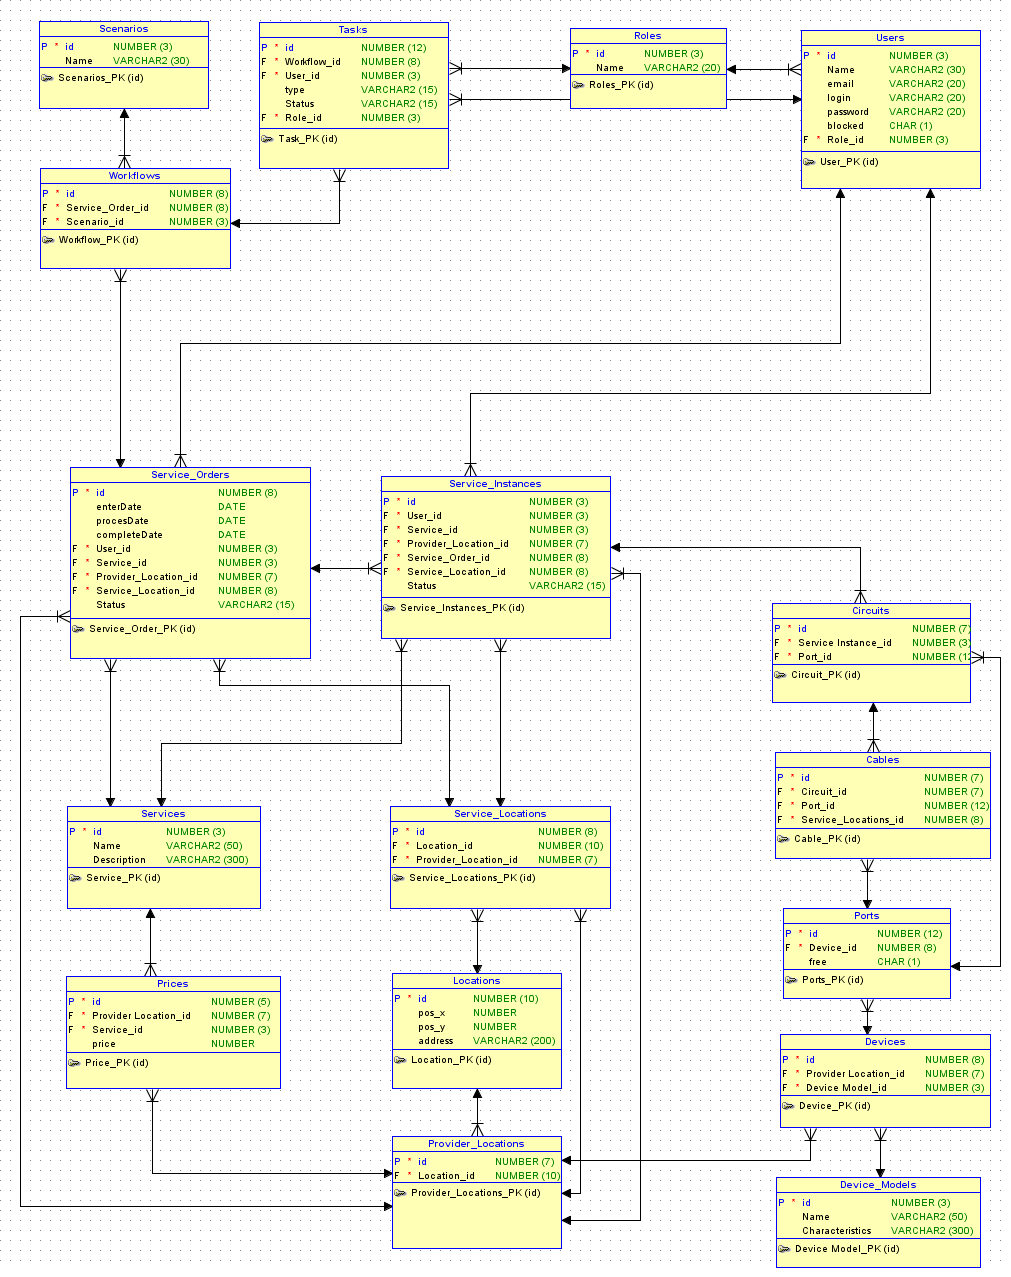 Scenarios
P * id NUMBER (3)
Name VARCHAR2 (30)
Scenarios_PK (id)
Tasks
P * id NUMBER (12)
F * Workflow_id NUMBER (8)
F * User_id NUMBER (3)
type VARCHAR2 (15)
Status VARCHAR2 (15)
F * Role_id NUMBER (3)
Task_PK (id)
Roles
P * id NUMBER (3)
Name VARCHAR2 (20)
Roles_PK (id)
Users
P * id NUMBER (3)
Name VARCHAR2 (30)
email VARCHAR2 (20)
login VARCHAR2 (20)
password VARCHAR2 (20)
blocked CHAR (1)
F * Role_id NUMBER (3)
User_PK (id)
Workflows
P * id NUMBER (8)
F * Service_Order_id NUMBER (8)
F * Scenario_id NUMBER (3)
Workflow_PK (id)
Service_Orders
P * id NUMBER (8)
enterDate DATE
procesDate DATE
completeDate DATE
F * User_id NUMBER (3)
F * Service_id NUMBER (3)
F * Provider_Location_id NUMBER (7)
F * Service_Location_id NUMBER (8)
Status VARCHAR2 (15)
Service_Order_PK (id)
Service_Instances
P * id NUMBER (3)
F * User_id NUMBER (3)
F * Service_id NUMBER (3)
F * Provider_Location_id NUMBER (7)
F * Service_Order_id NUMBER (8)
F * Service_Location_id NUMBER (8)
Status VARCHAR2 (15)
Service_Instances_PK (id)
Circuits
P * id NUMBER (7)
F * Service Instance_id NUMBER (3)
F * Port_id NUMBER (12
Circuit_PK (id)
Cables
P * id NUMBER (7)
F * Circuit_id NUMBER (7)
F * Port_id NUMBER (12)
F * Service_Locations_id NUMBER (8)
Cable_PK (id)
Services
P * id NUMBER (3)
Name VARCHAR2 (50)
Description VARCHAR2 (300)
Service_PK (id)
Service_Locations
P * id NUMBER (8)
F * Location_id NUMBER (10)
F * Provider_Location_id NUMBER (7)
Service_Locations_PK (id)
Ports
P * id NUMBER (12)
F * Device_id NUMBER (8)
free CHAR (1)
Ports_PK (id)
Prices
P * id NUMBER (5)
F * Provider Location_id NUMBER (7)
F * Service_id NUMBER (3)
price NUMBER
Price_PK (id)
Locations
P * id NUMBER (10)
pos_x NUMBER
pos_y NUMBER
address VARCHAR2 (200)
Location_PK (id)
Devices
P * id NUMBER (8)
F * Provider Location_id NUMBER (7)
F * Device Model_id NUMBER (3)
Device_PK (id)
Provider_Locations
P * id NUMBER (7)
F * Location_id NUMBER (10)
Provider_Locations_PK (id)
Device_Models
P * id NUMBER (3)
Name VARCHAR2 (50)
Characteristics VARCHAR2 (300)
Device Model_PK (id)